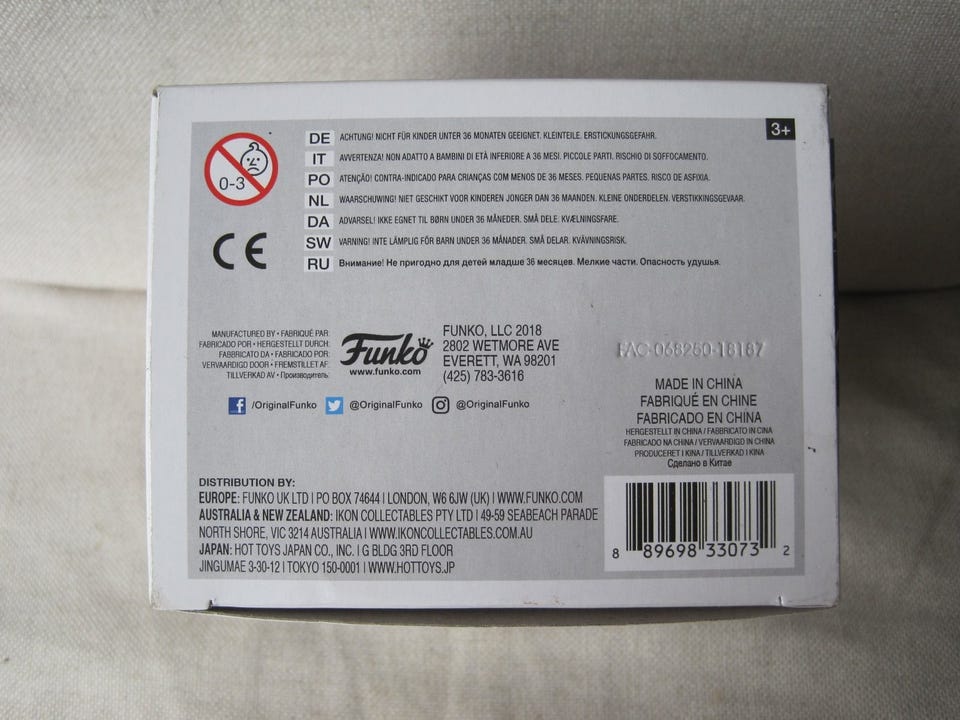 3+
0-3
DE ACHTUNG! NICHT FÜR KINDER UNTER 36 MONATEN GEEIGNET. KLEINTEILE. ERSTICKUNGSGEFAHR.
IT AVVERTENZA! NON ADATTO A BAMBINI DI ETÀ INFERIORE A 36 MESI. PICCOLE PARTI. RISCHIO DI SOFFOCAMENTO.
PO ATENÇÃO! CONTRA-INDICADO PARA CRIANÇAS COM MENOS DE 36 MESES. PEQUENAS PARTES. RISCO DE ASFIXIA.
NL WAARSCHUWING! NIET GESCHIKT VOOR KINDEREN JONGER DAN 36 MAANDEN. KLEINE ONDERDELEN. VERSTIKKINGSGEVAAR.
DA ADVARSEL! IKKE EGNET TIL BØRN UNDER 36 MÅNEDER. SMÅ DELE. KVÆLNINGSFARE.
SW VARNING! INTE LÄMPLIG FÖR BARN UNDER 36 MÅNADER. SMÅ DELAR. KVÄVNINGSRISK.
RU Внимание! Не пригодно для детей младше 36 месяцев. Мелкие части. Опасность удушья.
CE
MANUFACTURED BY • FABRIQUÉ PAR:
FABRICADO POR • HERGESTELLT DURCH:
FABBRICATO DA • FABRICADO POR:
VERVAARDIGD DOOR • FREMSTILLET AF:
TILLVERKAD AV • Производитель:
Funko
www.funko.com
FUNKO, LLC 2018
2802 WETMORE AVE
EVERETT, WA 98201
(425) 783-3616
/OriginalFunko @OriginalFunko @OriginalFunko
FAC-068250-18187
MADE IN CHINA
FABRIQUÉ EN CHINE
FABRICADO EN CHINA
HERGESTELLT IN CHINA / FABBRICATO IN CINA
FABRICADO NA CHINA / VERVAARDIGD IN CHINA
PRODUCERET I KINA / TILLVERKAD I KINA
Сделано в Китае
DISTRIBUTION BY:
EUROPE: FUNKO UK LTD | PO BOX 74644 | LONDON, W6 6JW (UK) | WWW.FUNKO.COM
AUSTRALIA & NEW ZEALAND: IKON COLLECTABLES PTY LTD | 49-59 SEABEACH PARADE
NORTH SHORE, VIC 3214 AUSTRALIA | WWW.IKONCOLLECTABLES.COM.AU
JAPAN: HOT TOYS JAPAN CO., INC. | G BLDG 3RD FLOOR
JINGUMAE 3-30-12 | TOKYO 150-0001 | WWW.HOTTOYS.JP
8 89698 33073 2